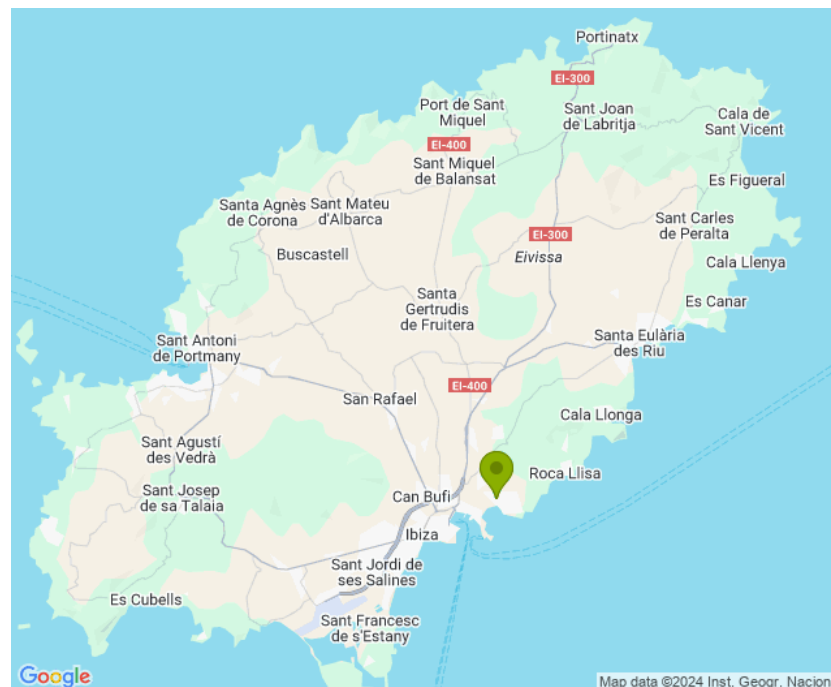 Portinatx
EI-300
Port de Sant
Miquel
Sant Joan
de Labritja
Cala de
Sant Vicent
EI-400
Sant Miquel
de Balansat
Es Figueral
Santa Agnès
de Corona
Sant Mateu
d'Albarca
Sant Carles
de Peralta
EI-300
Buscastell
Eivissa
Cala Llenya
Santa
Gertrudis
de Fruitera
Es Canar
Sant Antoni
de Portmany
Santa Eulària
des Riu
EI-400
San Rafael
Cala Llonga
Sant Agustí
des Vedrà
Roca Llisa
Sant Josep
de sa Talaia
Can Bufi
Ibiza
Sant Jordi de
ses Salines
Es Cubells
Sant Francesc
de s'Estany
Google
Map data ©2024 Inst. Geogr. Nacion